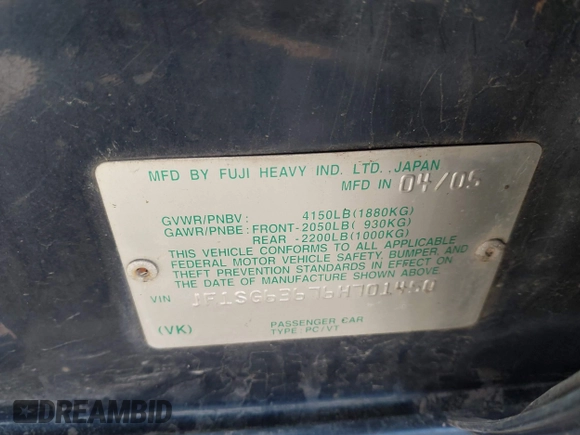 MFD BY FUJI HEAVY IND. LTD., JAPAN
MFD IN 04/05
GVWR/PNBV: 4150LB(1880KG)
GAWR/PNBE: FRONT-2050LB( 930KG)
REAR -2200LB(1000KG)
THIS VEHICLE CONFORMS TO ALL APPLICABLE
FEDERAL MOTOR VEHICLE SAFETY, BUMPER, AND
THEFT PREVENTION STANDARDS IN EFFECT ON
THE DATE OF MANUFACTURE SHOWN ABOVE
VIN
PASSENGER CAR
(VK) TYPE: PC/VT
DREAMBID